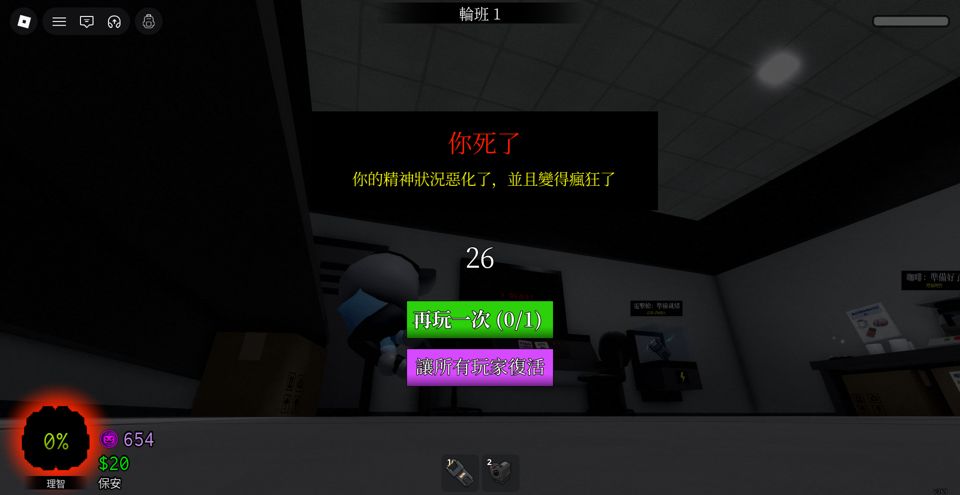 輪班 1
你死了
你的精神狀況惡化了，並且變得瘋狂了
26
再玩一次 (0/1)
讓所有玩家復活
咖啡: 準備好了
0%
理智
654
$20
保安
1
2